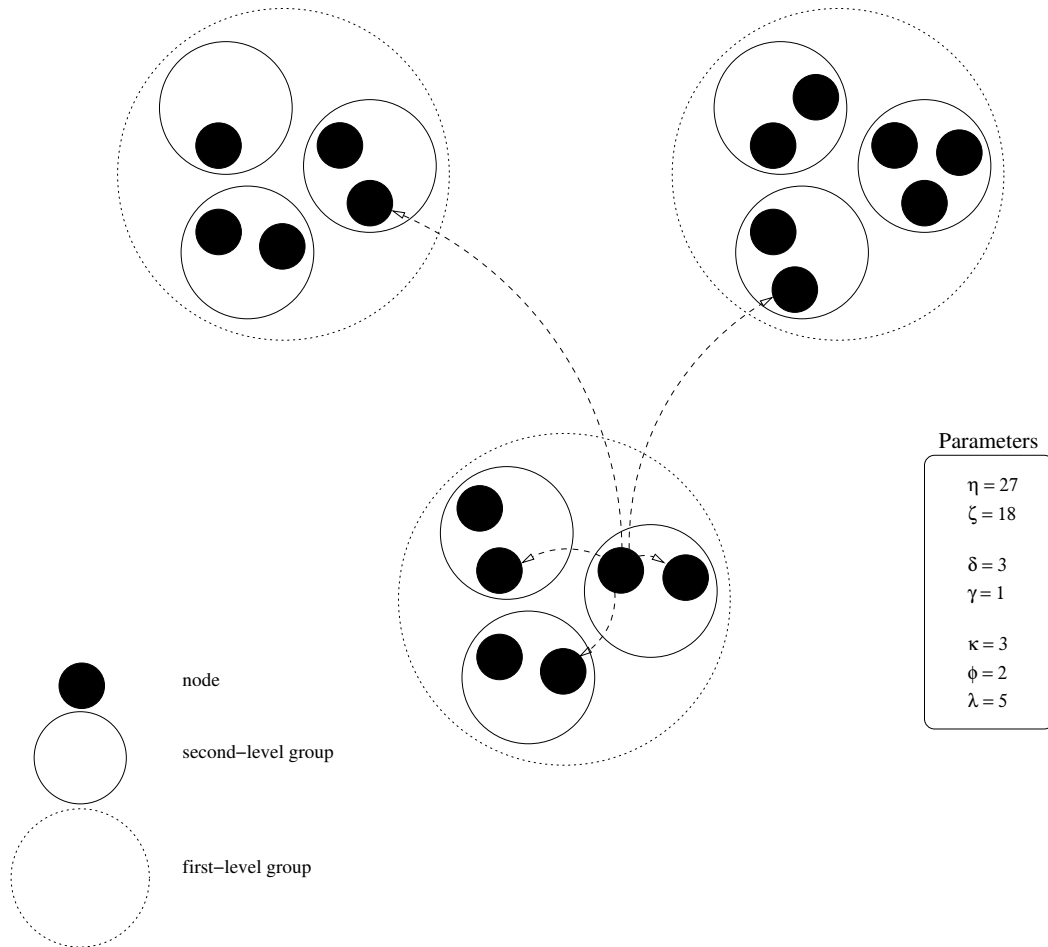 Parameters
η = 27
ζ = 18
δ = 3
γ = 1
κ = 3
φ = 2
λ = 5
node
second−level group
first−level group